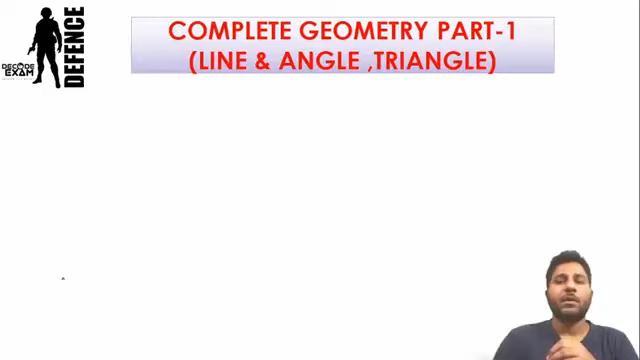 COMPLETE GEOMETRY PART-1
(LINE & ANGLE ,TRIANGLE)
DECODE
EXAM
DEFENCE